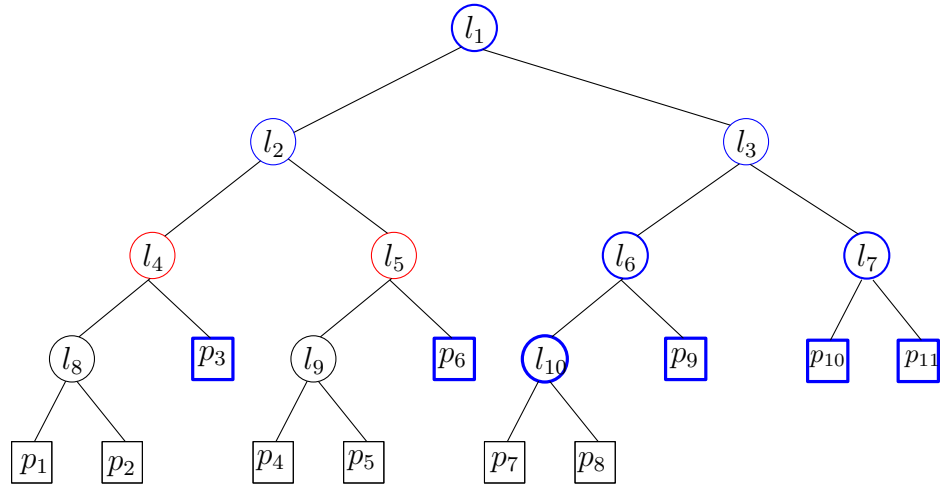 l₁
l₂ l₃
l₄ l₅ l₆ l₇
l₈ p₃ l₉ p₆ l₁₀ p₉ p₁₀ p₁₁
p₁ p₂ p₄ p₅ p₇ p₈